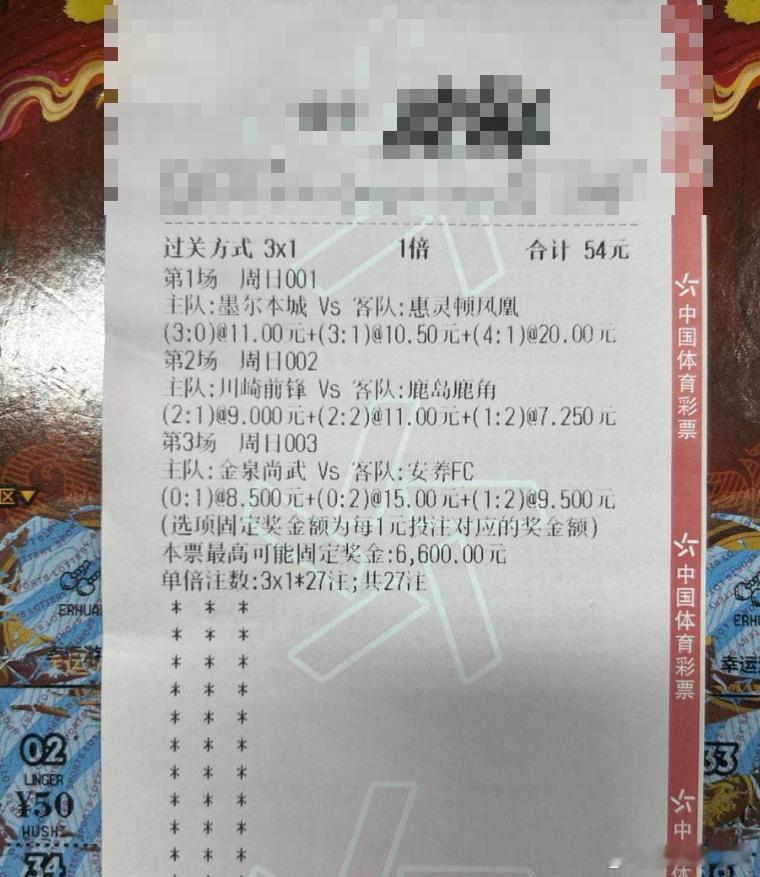 过关方式 3x1 1倍 合计 54元
第1场 周日001
主队:墨尔本城 Vs 客队:惠灵顿凤凰
(3:0)@11.00元+(3:1)@10.50元+(4:1)@20.00元
第2场 周日002
主队:川崎前锋 Vs 客队:鹿岛鹿角
(2:1)@9.000元+(2:2)@11.00元+(1:2)@7.250元
第3场 周日003
主队:金泉尚武 Vs 客队:安养FC
(0:1)@8.500元+(0:2)@15.00元+(1:2)@9.500元
(选项固定奖金额为每1元投注对应的奖金额)
本票最高可能固定奖金:6,600.00元
单倍注数:3x1*27注;共27注
* * *
* * *
* * *
* * *
* * *
* * *
* * *
* * *
* * *
* * *
中国体育彩票
中国体育彩票
中体
区
ERHUA
幸运
02
LINGER
¥50
34
幸运
33